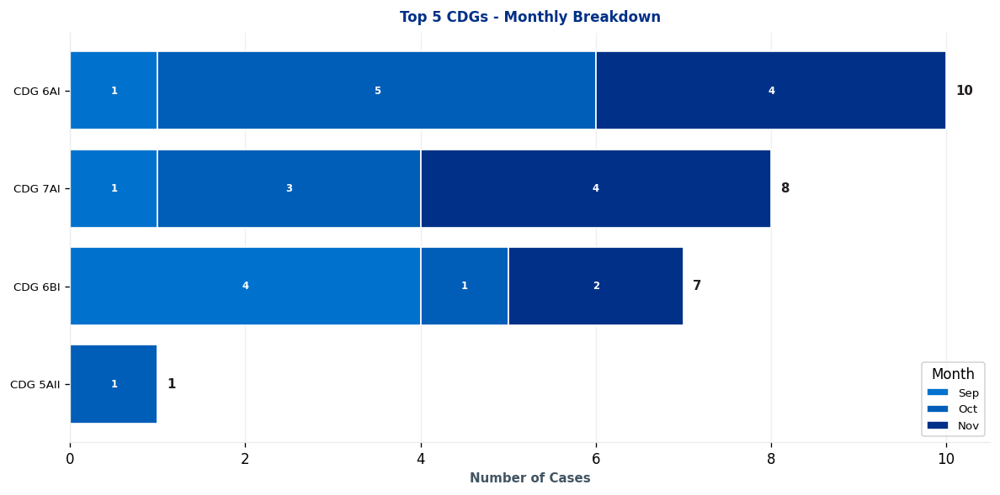 Top 5 CDGs - Monthly Breakdown
CDG 6AI
1
5
4
10
CDG 7AI
1
3
4
8
CDG 6BI
4
1
2
7
CDG 5AII
1
1
Month
Sep
Oct
Nov
0
2
4
6
8
10
Number of Cases